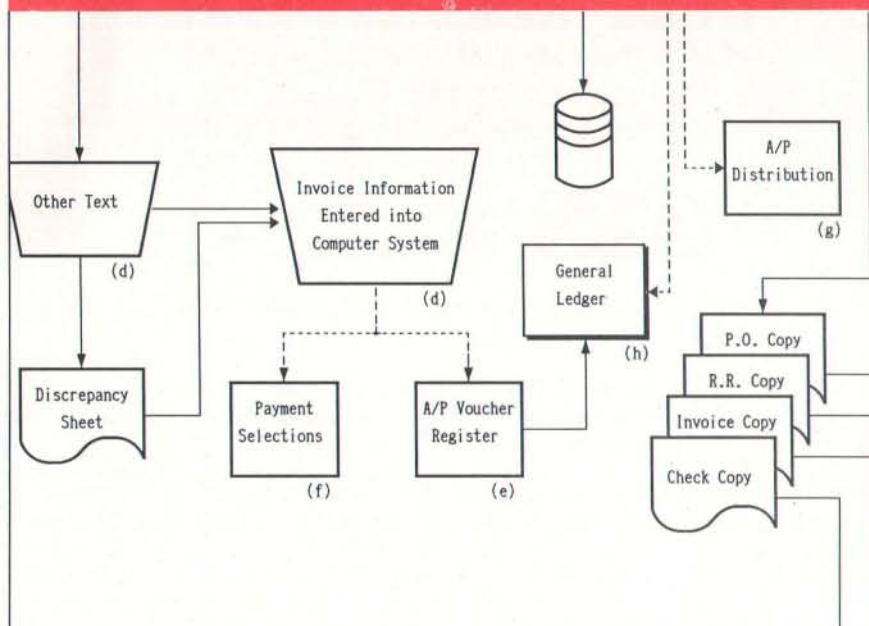 Other Text
(d)
Invoice Information
Entered into
Computer System
(d)
A/P
Distribution
(g)
General
Ledger
(h)
P.O. Copy
R.R. Copy
Invoice Copy
Check Copy
Discrepancy
Sheet
Payment
Selections
(f)
A/P Voucher
Register
(e)